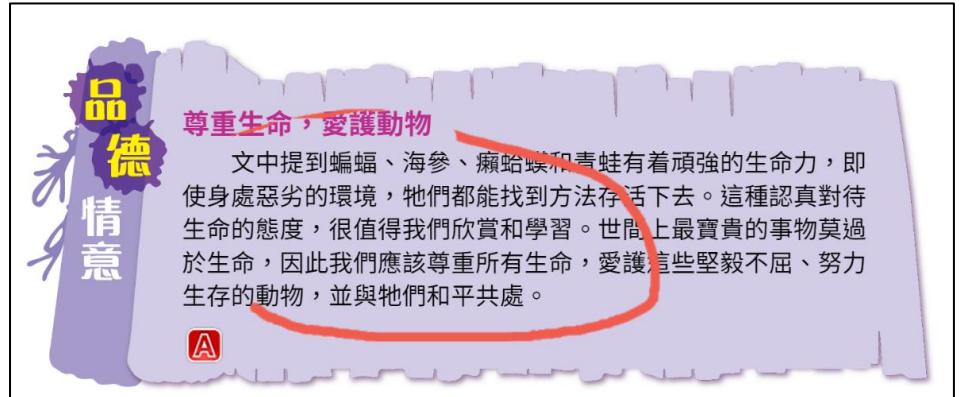 品德
情意
尊重生命，愛護動物
文中提到蝙蝠、海參、癩蛤蟆和青蛙有着頑強的生命力，即
使身處惡劣的環境，牠們都能找到方法存活下去。這種認真對待
生命的態度，很值得我們欣賞和學習。世間上最寶貴的事物莫過
於生命，因此我們應該尊重所有生命，愛護這些堅毅不屈、努力
生存的動物，並與牠們和平共處。
A